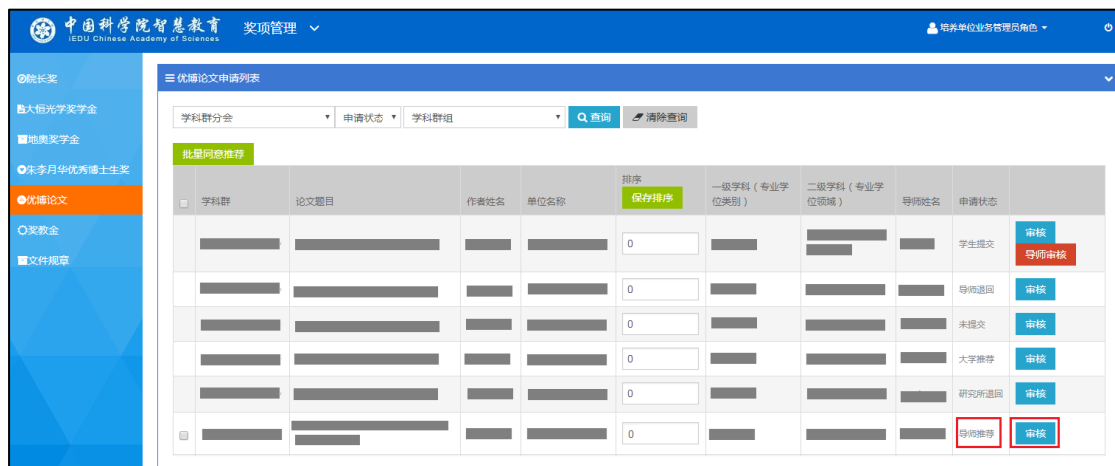 中国科学院智慧教育
iEDU Chinese Academy of Sciences
奖项管理
培养单位业务管理员角色
院长奖
大恒光学奖学金
地奥奖学金
朱李月华优秀博士生奖
优博论文
奖教金
文件规章
优博论文申请列表
学科群分会 申请状态 学科群组 查询 清除查询
批量同意推荐
学科群 论文题目 作者姓名 单位名称 排序 保存排序 一级学科（专业学位类别） 二级学科（专业学位领域） 导师姓名 申请状态
0 学生提交 审核
导师审核
0 导师退回 审核
0 未提交 审核
0 大学推荐 审核
0 研究所退回 审核
0 导师推荐 审核